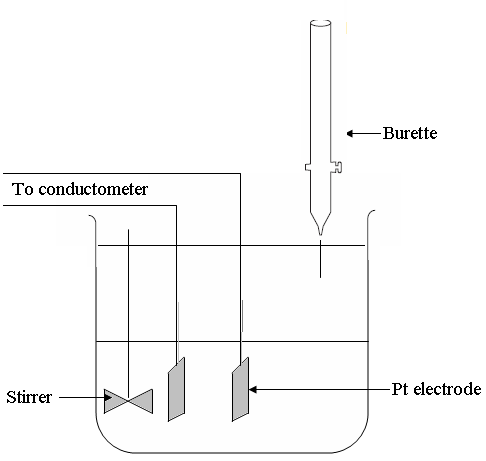 Burette
To conductometer
Pt electrode
Stirrer